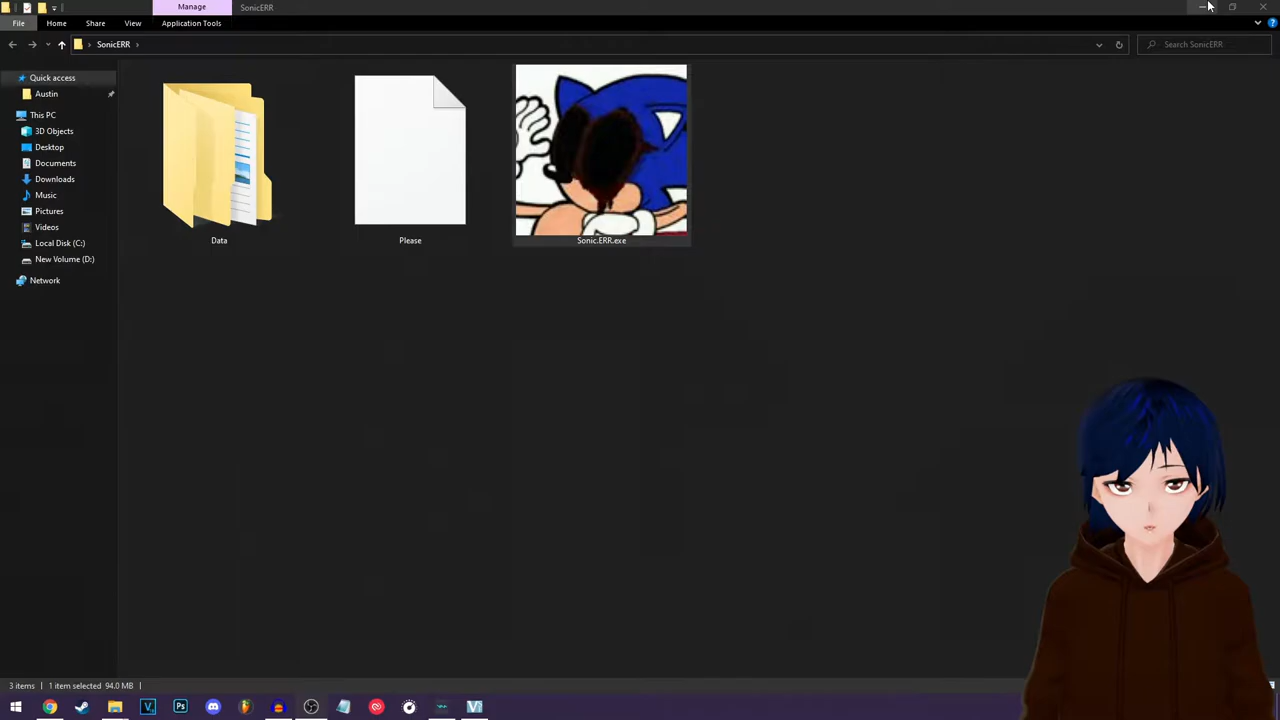 Manage
SonicERR
File
Home
Share
View
Application Tools
SonicERR
Search SonicERR
Quick access
Austin
This PC
3D Objects
Desktop
Documents
Downloads
Music
Pictures
Videos
Local Disk (C:)
New Volume (D:)
Network
Data
Please
Sonic.ERR.exe
3 items
1 item selected 94.0 MB